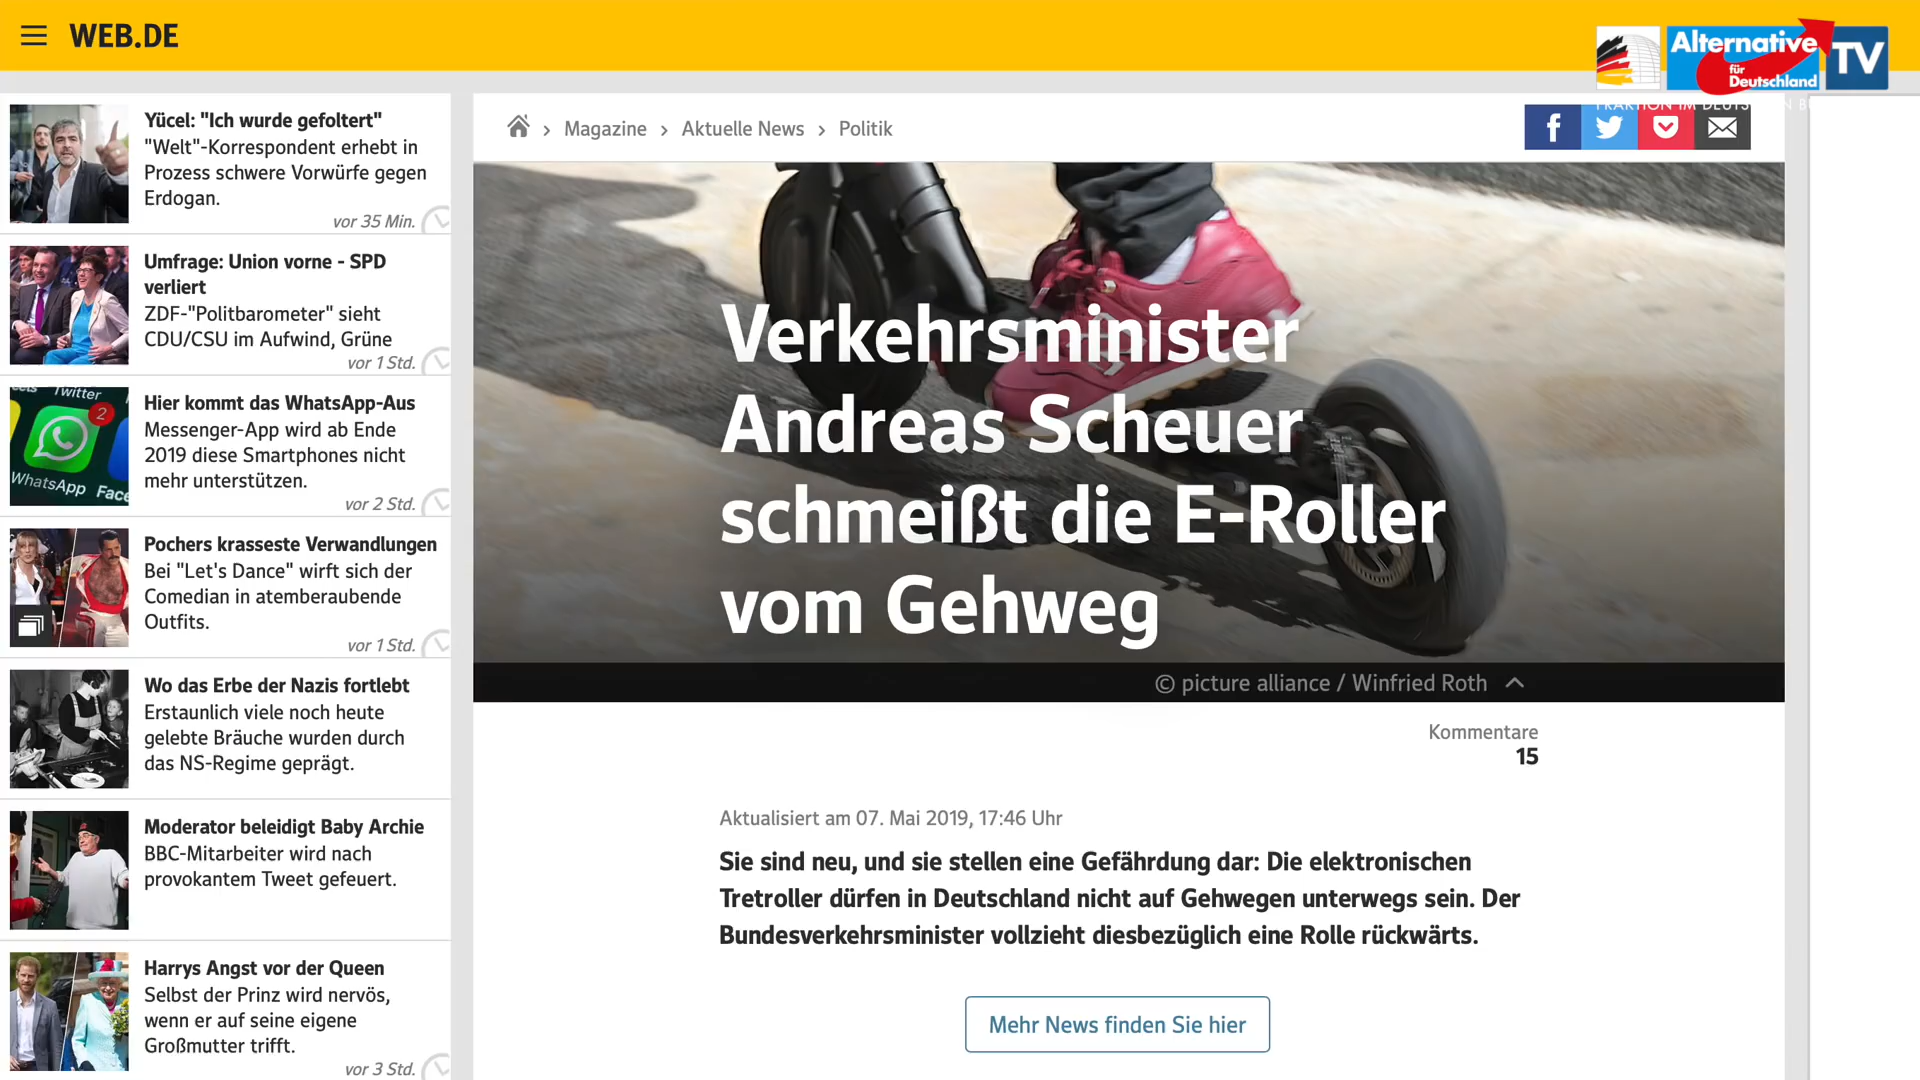 WEB.DE
Alternative
für
Deutschland
TV
FRAKTION IM DEUTS
Yücel: "Ich wurde gefoltert"
"Welt"-Korrespondent erhebt in
Prozess schwere Vorwürfe gegen
Erdogan.
vor 35 Min.
Umfrage: Union vorne - SPD
verliert
ZDF-"Politbarometer" sieht
CDU/CSU im Aufwind, Grüne
vor 1 Std.
Twitter
2
WhatsApp
Face
Hier kommt das WhatsApp-Aus
Messenger-App wird ab Ende
2019 diese Smartphones nicht
mehr unterstützen.
vor 2 Std.
Pochers krasseste Verwandlungen
Bei "Let's Dance" wirft sich der
Comedian in atemberaubende
Outfits.
vor 1 Std.
Wo das Erbe der Nazis fortlebt
Erstaunlich viele noch heute
gelebte Bräuche wurden durch
das NS-Regime geprägt.
Moderator beleidigt Baby Archie
BBC-Mitarbeiter wird nach
provokantem Tweet gefeuert.
Harrys Angst vor der Queen
Selbst der Prinz wird nervös,
wenn er auf seine eigene
Großmutter trifft.
vor 3 Std.
Magazine > Aktuelle News > Politik
Verkehrsminister
Andreas Scheuer
schmeißt die E-Roller
vom Gehweg
© picture alliance / Winfried Roth
Kommentare
15
Aktualisiert am 07. Mai 2019, 17:46 Uhr
Sie sind neu, und sie stellen eine Gefährdung dar: Die elektronischen
Tretroller dürfen in Deutschland nicht auf Gehwegen unterwegs sein. Der
Bundesverkehrsminister vollzieht diesbezüglich eine Rolle rückwärts.
Mehr News finden Sie hier